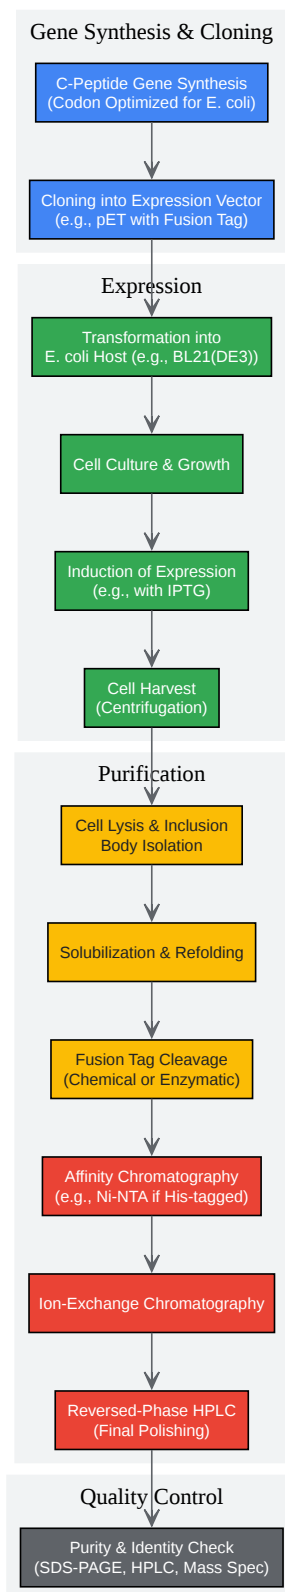 Gene Synthesis & Cloning
C-Peptide Gene Synthesis
(Codon Optimized for E. coli)
Cloning into Expression Vector
(e.g., pET with Fusion Tag)
Expression
Transformation into
E. coli Host (e.g., BL21(DE3))
Cell Culture & Growth
Induction of Expression
(e.g., with IPTG)
Cell Harvest
(Centrifugation)
Purification
Cell Lysis & Inclusion
Body Isolation
Solubilization & Refolding
Fusion Tag Cleavage
(Chemical or Enzymatic)
Affinity Chromatography
(e.g., Ni-NTA if His-tagged)
Ion-Exchange Chromatography
Reversed-Phase HPLC
(Final Polishing)
Quality Control
Purity & Identity Check
(SDS-PAGE, HPLC, Mass Spec)